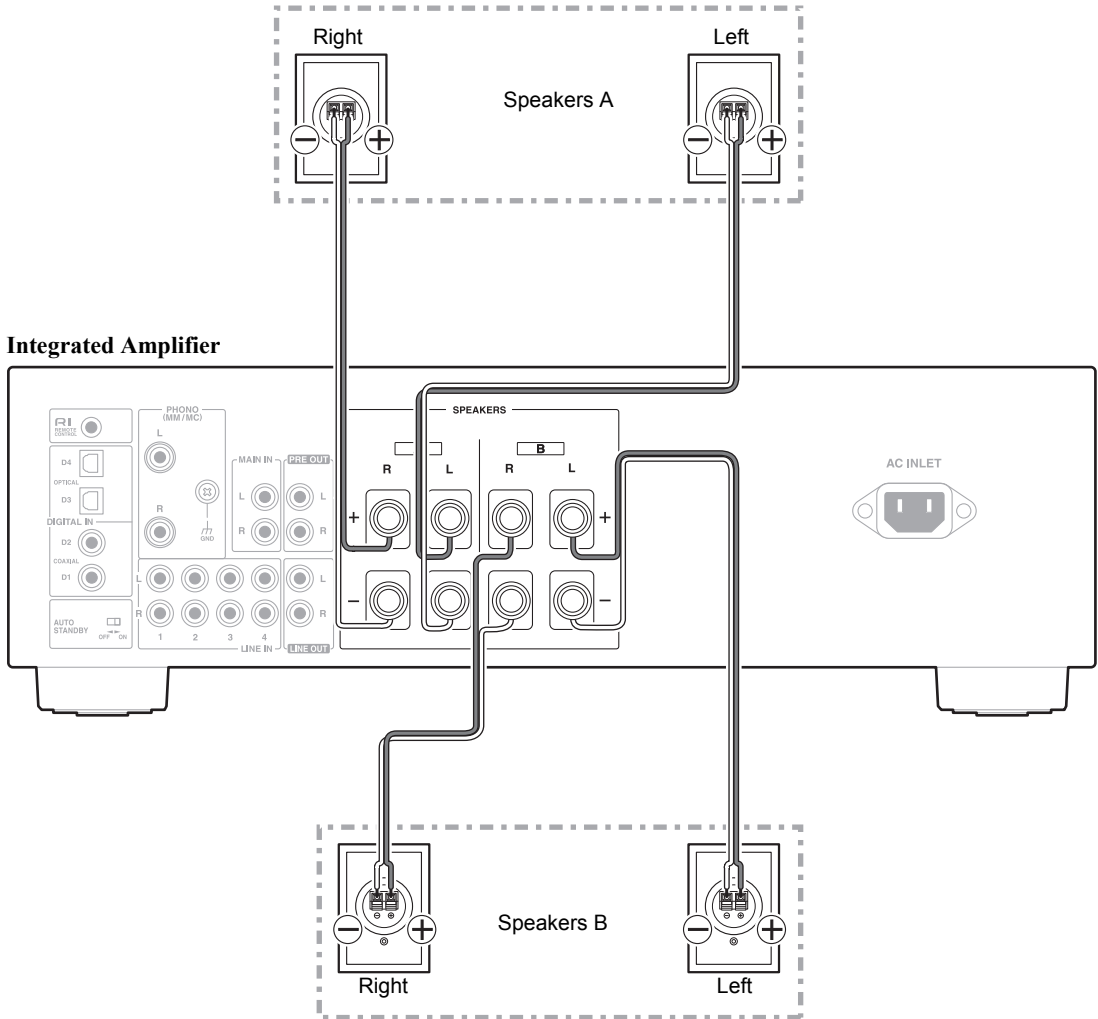 Right
Left
Speakers A
Integrated Amplifier
RI
REMOTE
CONTROL
D4
OPTICAL
D3
DIGITAL IN
D2
COAXIAL
D1
AUTO
STANDBY
OFF ON
PHONO
(MM/MC)
L
R
GND
MAIN IN
L
R
PRE OUT
L
R
L
R
1 2 3 4
LINE IN
L
R
LINE OUT
SPEAKERS
B
R L R L
+ +
− −
AC INLET
Speakers B
Right
Left